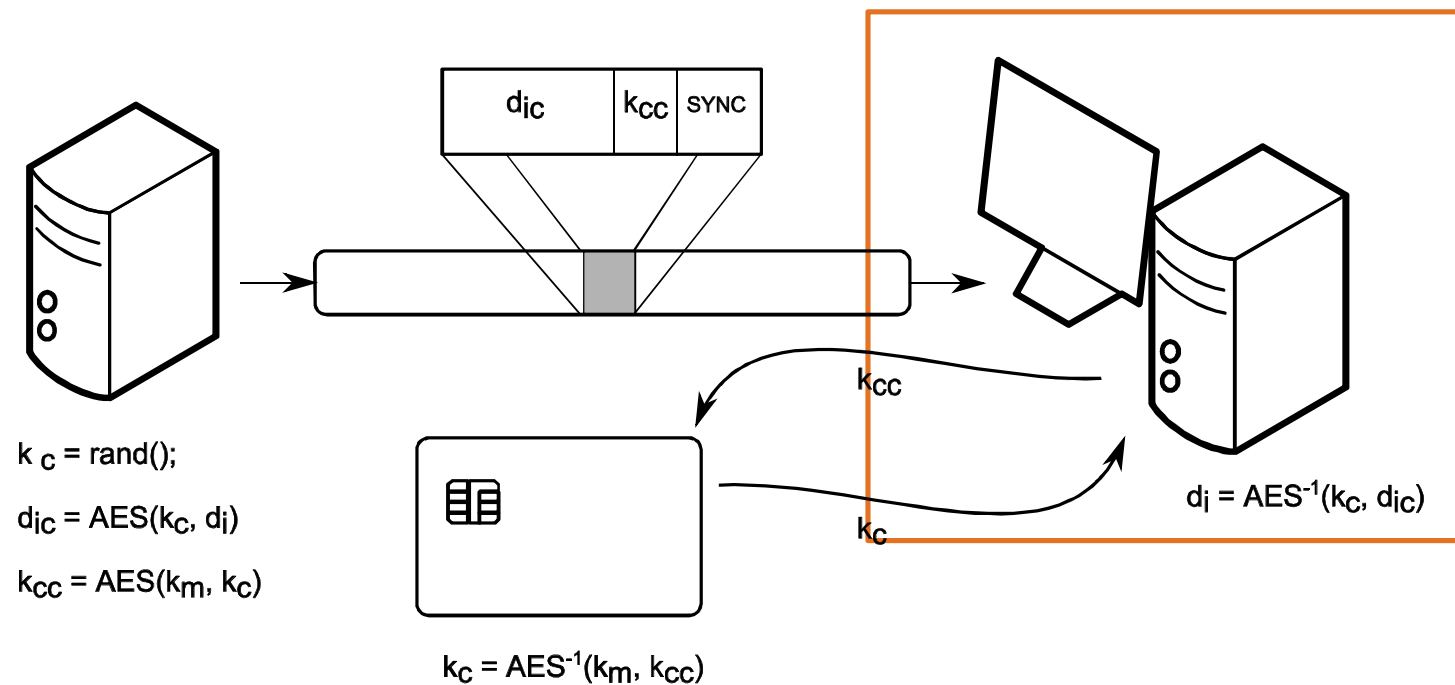 d_ic k_cc SYNC
k_cc
k_c = rand();
d_ic = AES(k_c, d_i)
k_cc = AES(k_m, k_c)
k_c
d_i = AES^-1(k_c, d_ic)
k_c = AES^-1(k_m, k_cc)